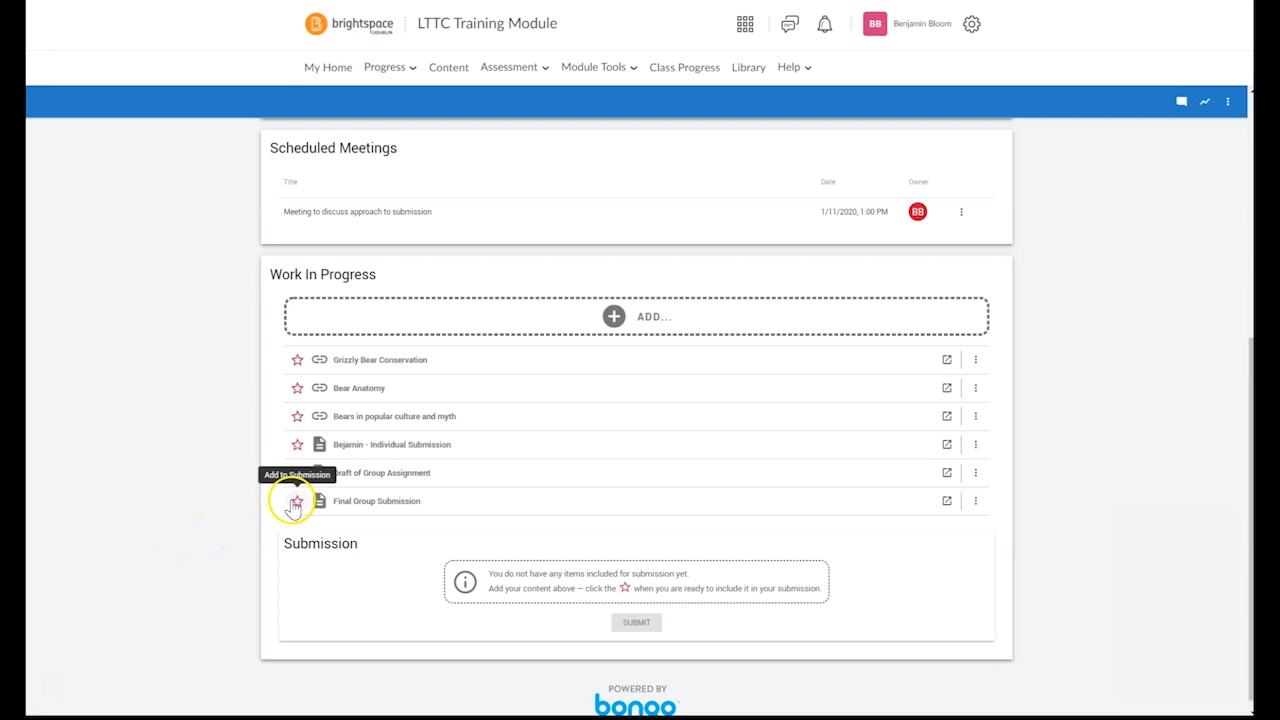 brightspace
TU DUBLIN
LTTC Training Module
BB
Benjamin Bloom
My Home
Progress
Content
Assessment
Module Tools
Class Progress
Library
Help
Scheduled Meetings
Title
Date
Owner
Meeting to discuss approach to submission
1/11/2020, 1:00 PM
BB
Work In Progress
ADD...
Grizzly Bear Conservation
Bear Anatomy
Bears in popular culture and myth
Bejamin - Individual Submission
Add to Submission
Draft of Group Assignment
Final Group Submission
Submission
You do not have any items included for submission yet.
Add your content above — click the when you are ready to include it in your submission.
SUBMIT
POWERED BY
bongo